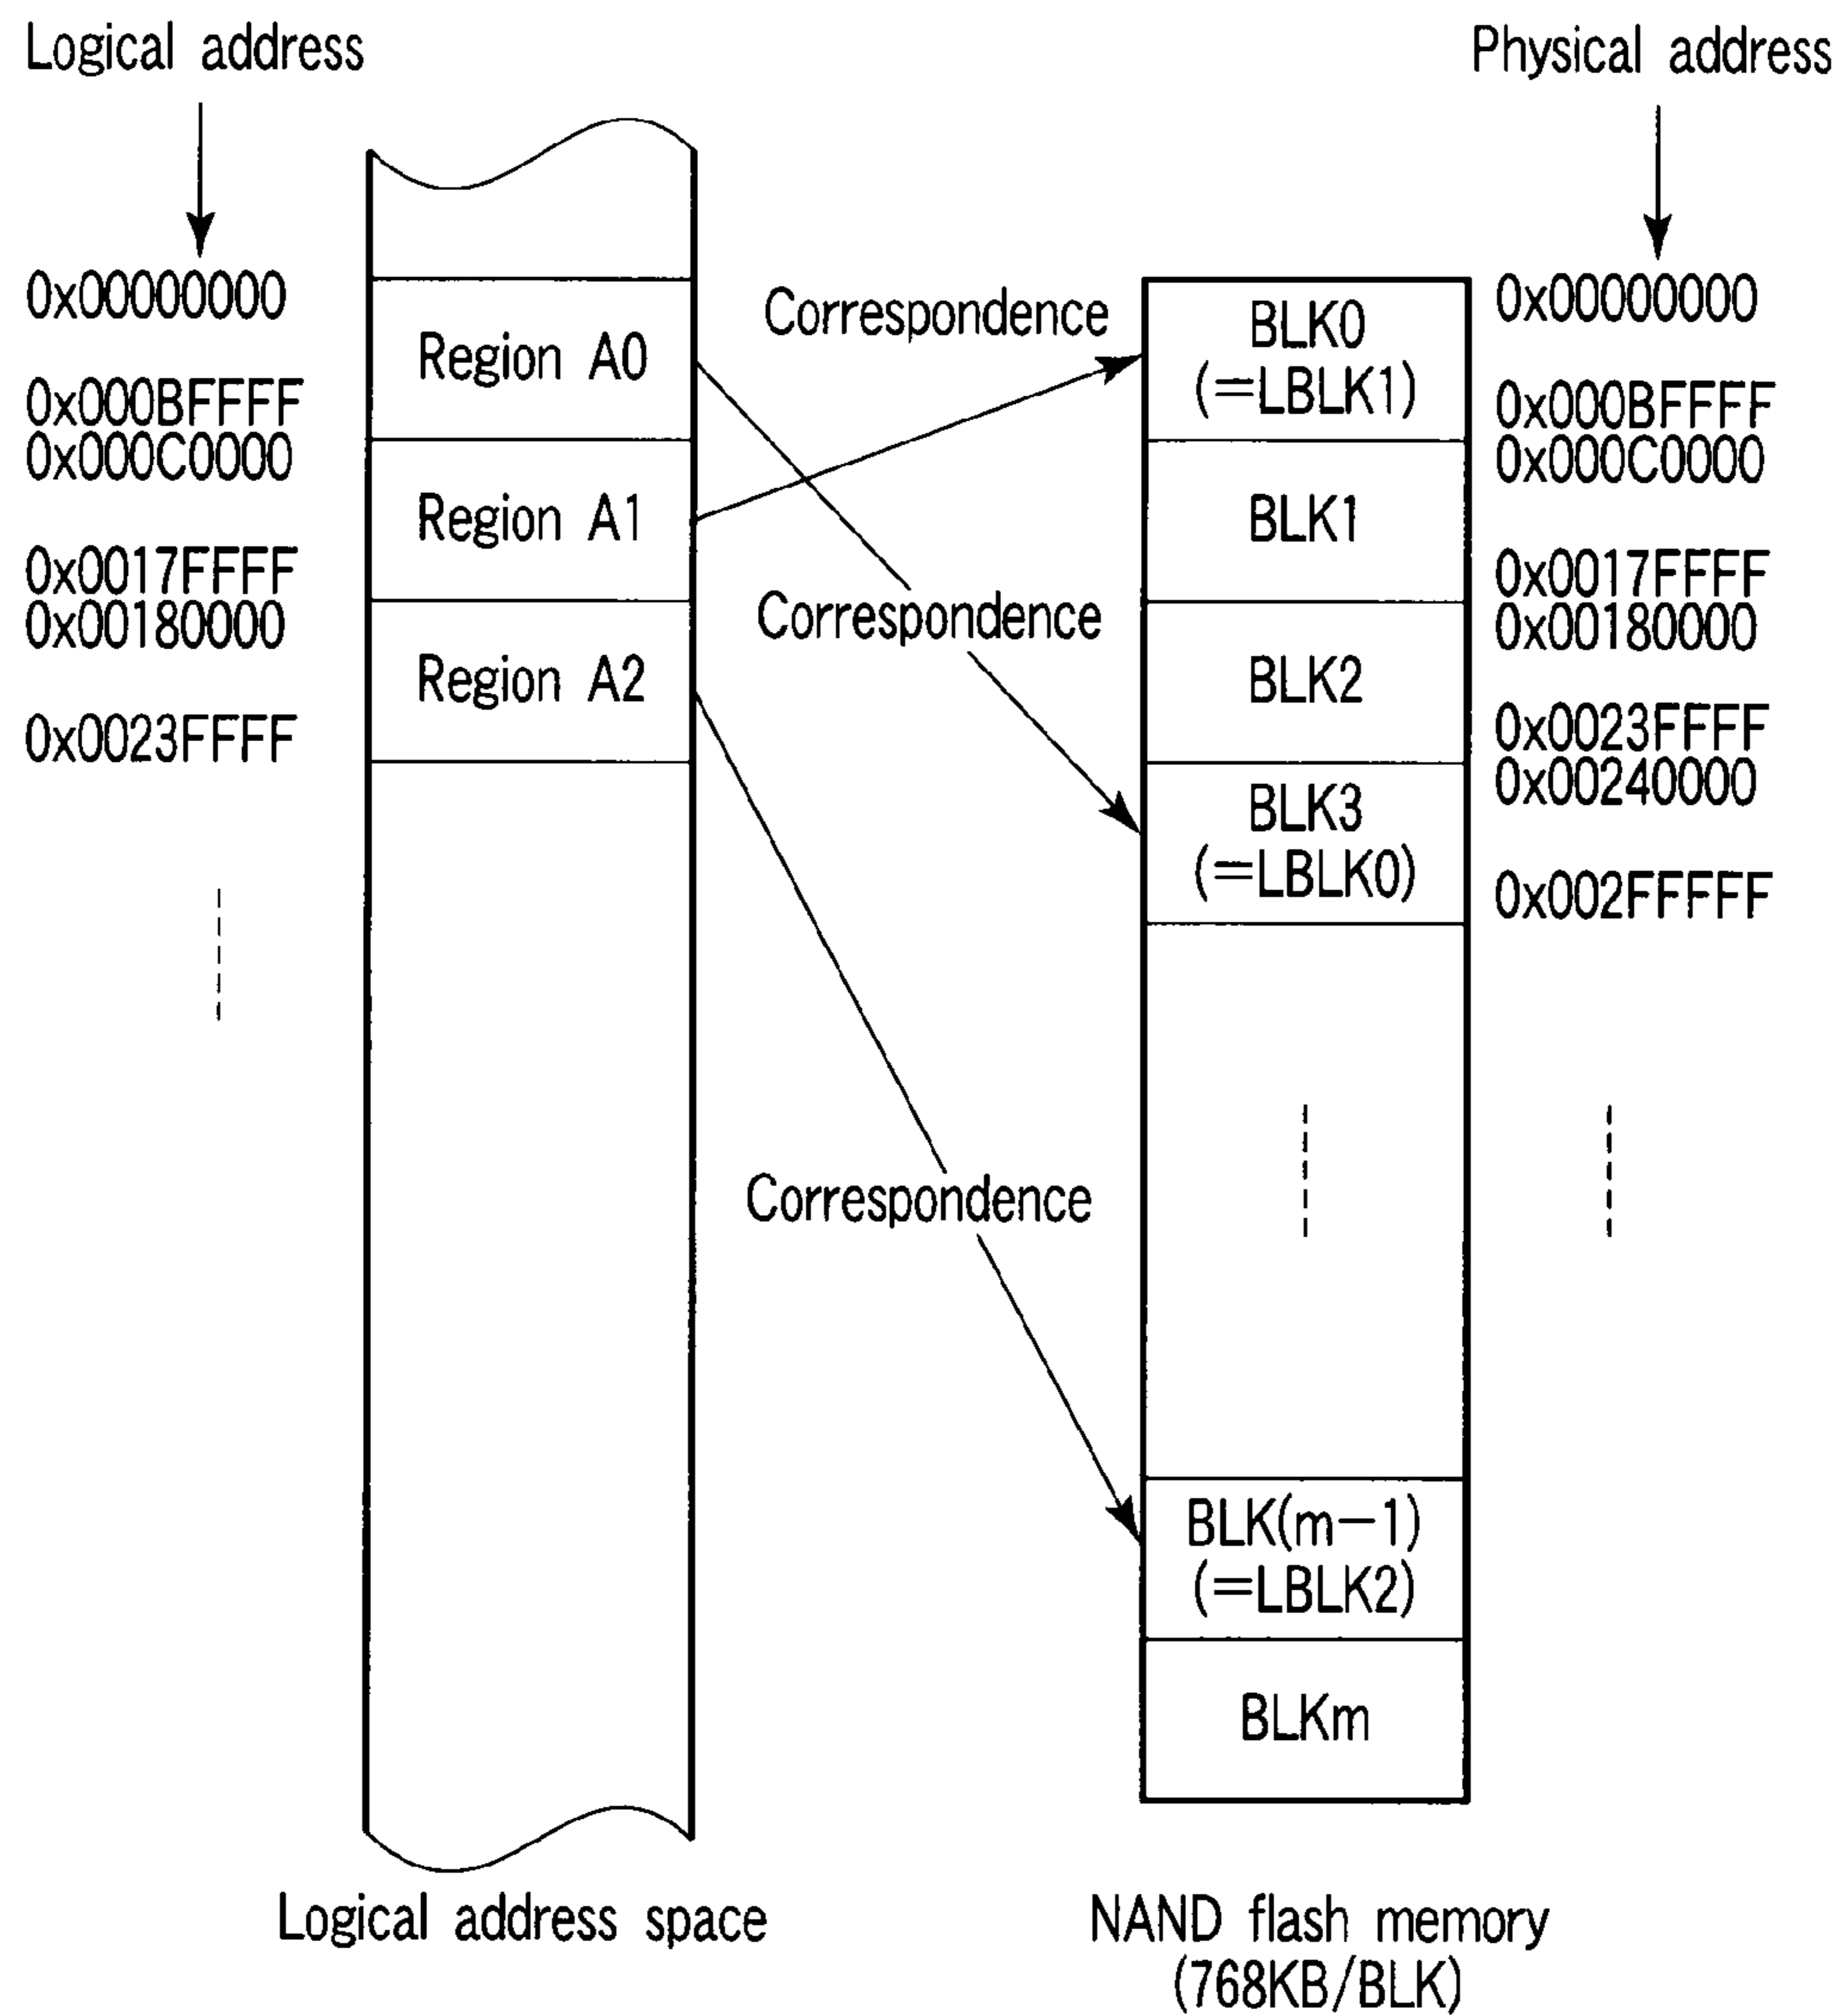 Logical address
Physical address
0x00000000
0x000BFFFF
0x000C0000
0x0017FFFF
0x00180000
0x0023FFFF
Region A0
Region A1
Region A2
Correspondence
Correspondence
Correspondence
BLK0
(=LBLK1)
BLK1
BLK2
BLK3
(=LBLK0)
BLK(m-1)
(=LBLK2)
BLKm
0x00000000
0x000BFFFF
0x000C0000
0x0017FFFF
0x00180000
0x0023FFFF
0x00240000
0x002FFFFF
Logical address space
NAND flash memory
(768KB/BLK)